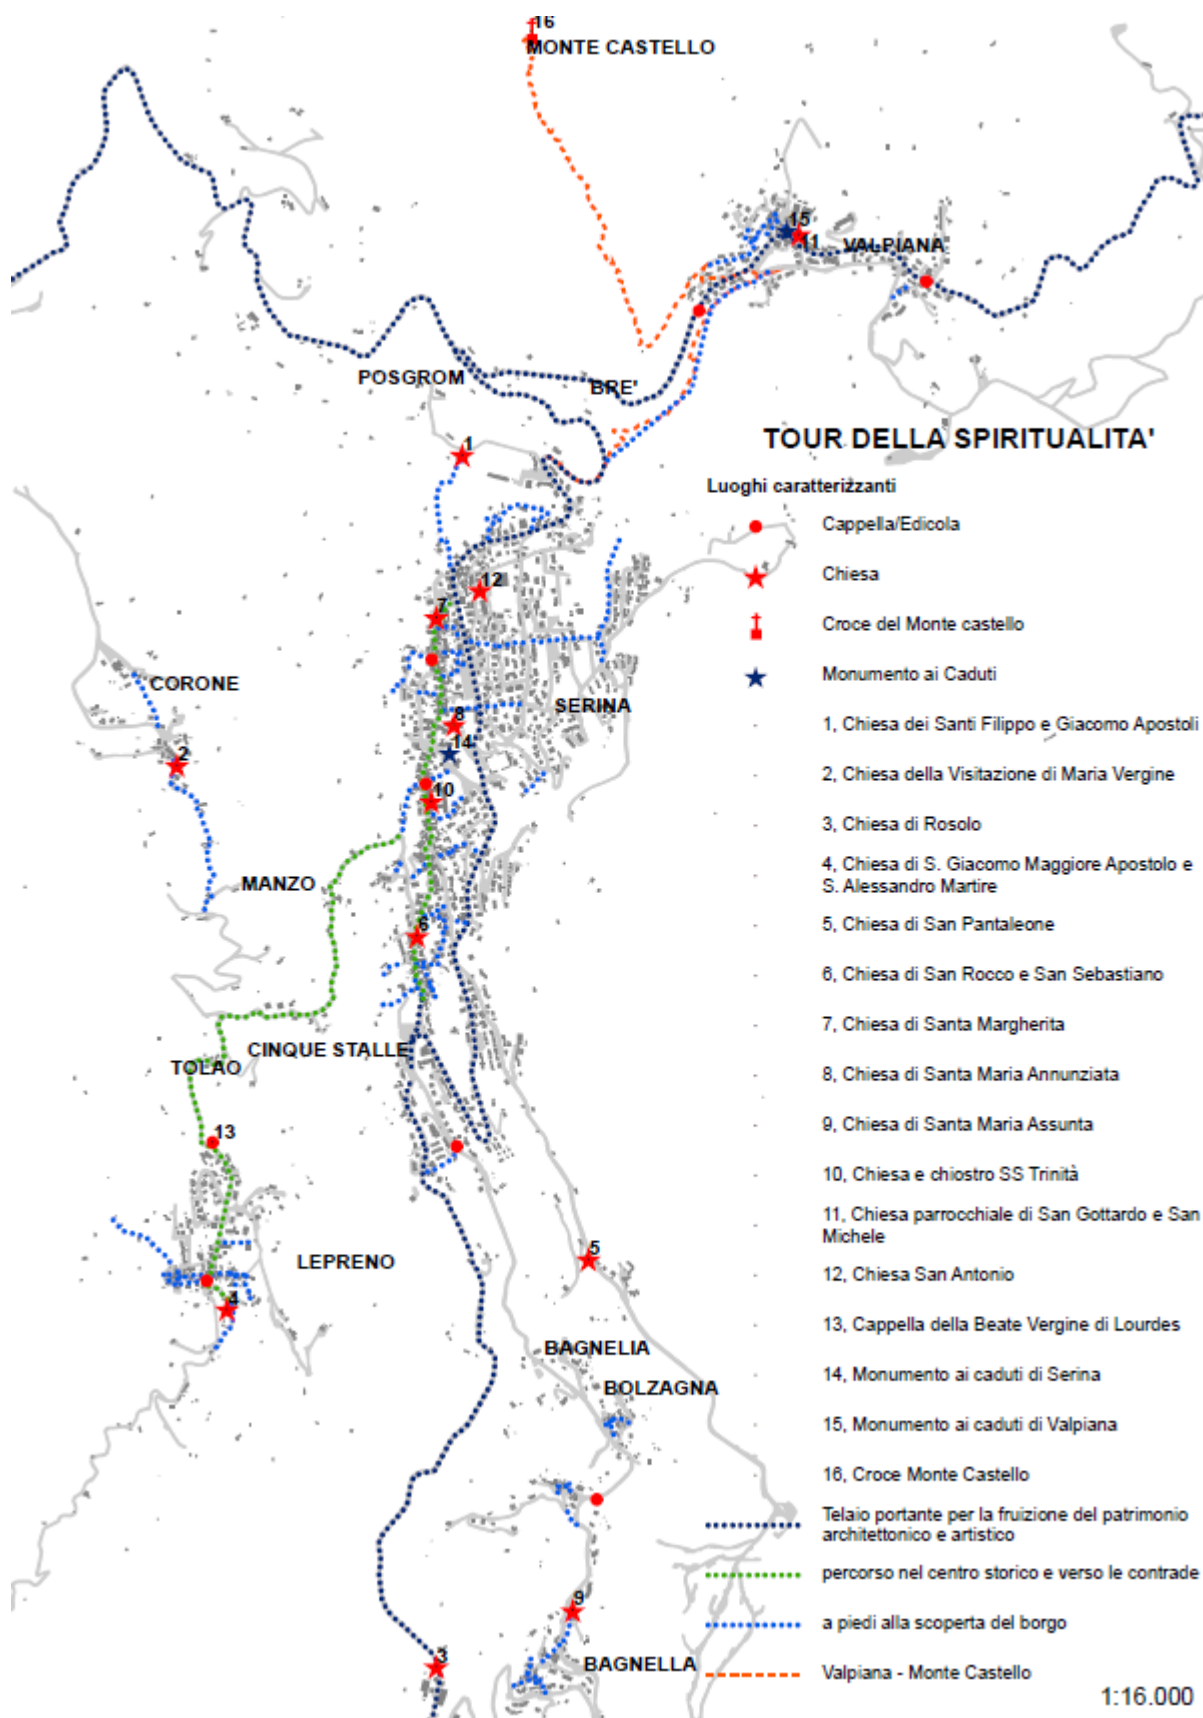 16
MONTE CASTELLO
15
11
VALPIANA
POSGROM
BRE'
1
TOUR DELLA SPIRITUALITA'
Luoghi caratterizzanti
Cappella/Edicola
Chiesa
Croce del Monte castello
Monumento ai Caduti
12
7
CORONE
SERINA
8
14
2
10
MANZO
6
CINQUE STALLE
TOLAO
13
LEPRENO
5
4
BAGNELIA
BOLZAGNA
9
3
BAGNELLA
1, Chiesa dei Santi Filippo e Giacomo Apostoli
2, Chiesa della Visitazione di Maria Vergine
3, Chiesa di Rosolo
4, Chiesa di S. Giacomo Maggiore Apostolo e
S. Alessandro Martire
5, Chiesa di San Pantaleone
6, Chiesa di San Rocco e San Sebastiano
7, Chiesa di Santa Margherita
8, Chiesa di Santa Maria Annunziata
9, Chiesa di Santa Maria Assunta
10, Chiesa e chiostro SS Trinità
11, Chiesa parrocchiale di San Gottardo e San
Michele
12, Chiesa San Antonio
13, Cappella della Beate Vergine di Lourdes
14, Monumento ai caduti di Serina
15, Monumento ai caduti di Valpiana
16, Croce Monte Castello
Telaio portante per la fruizione del patrimonio
architettonico e artistico
percorso nel centro storico e verso le contrade
a piedi alla scoperta del borgo
Valpiana - Monte Castello
1:16.000